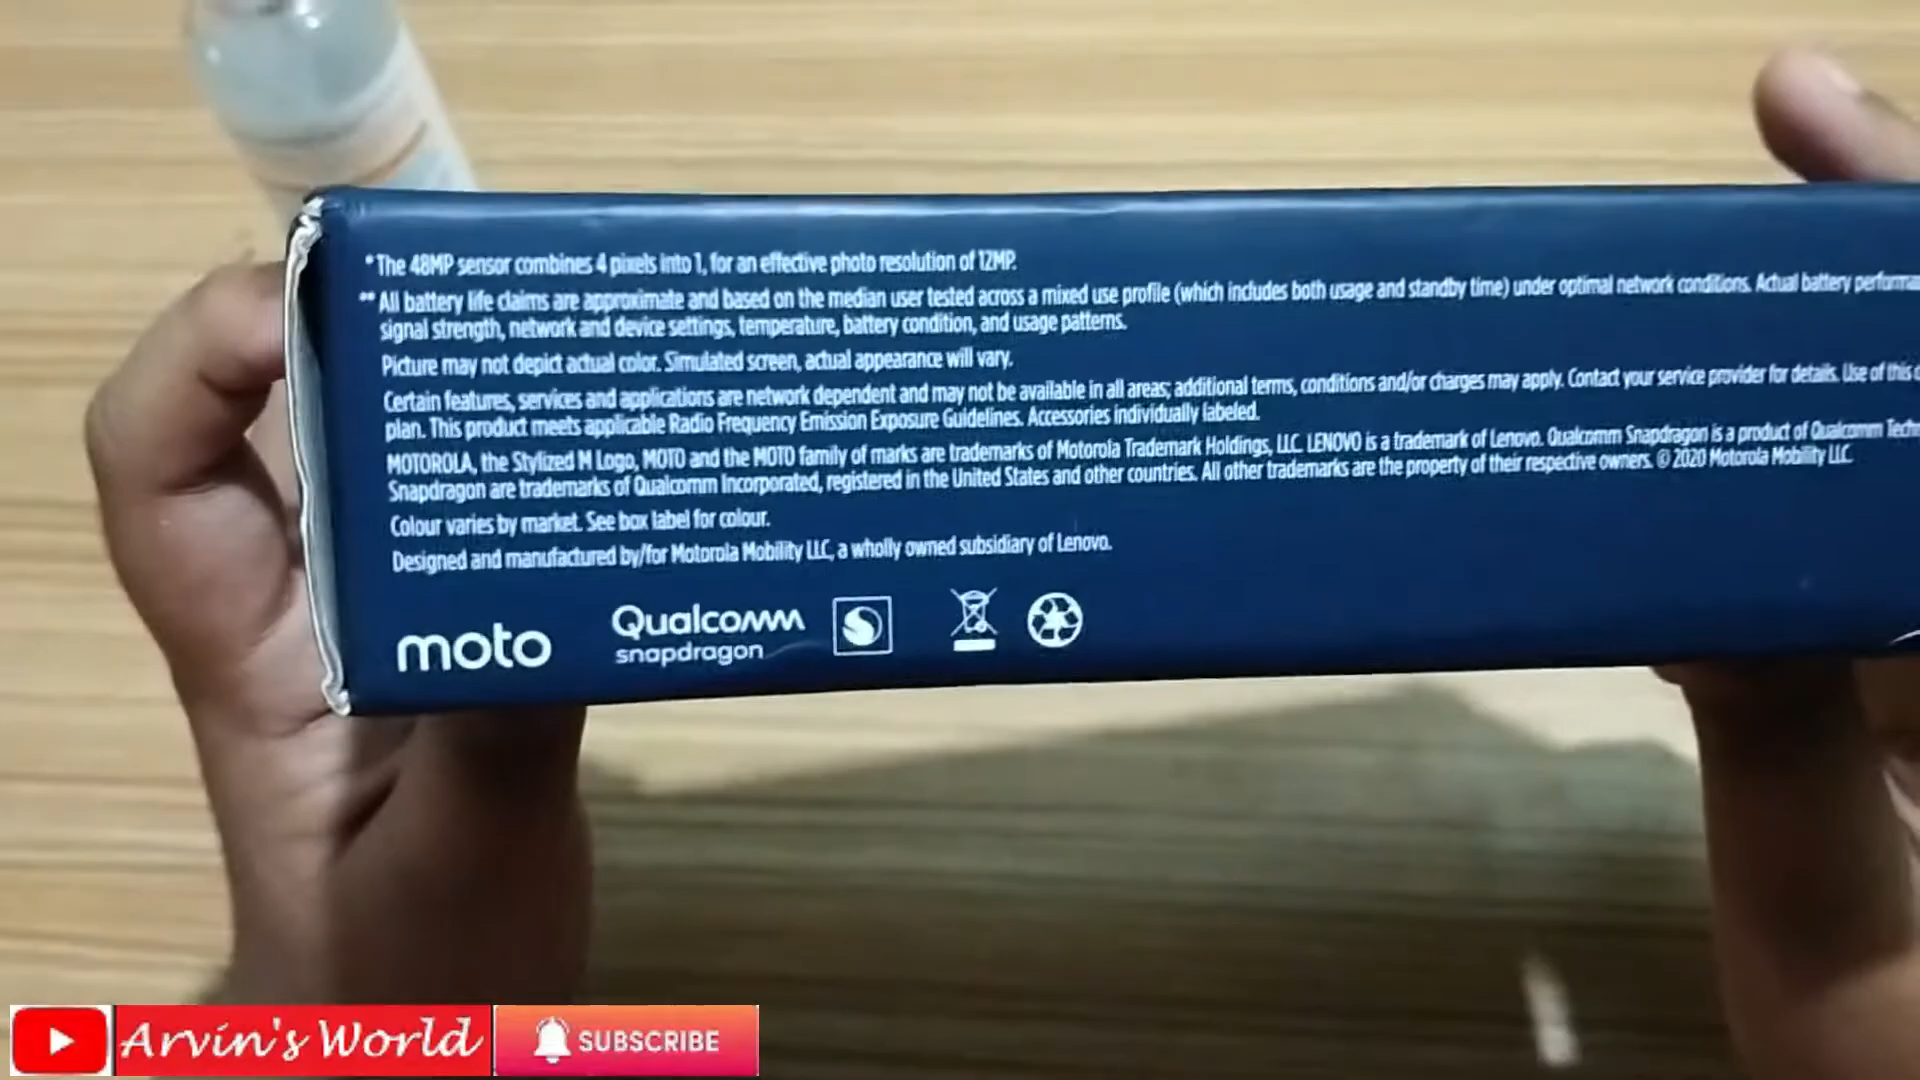 * The 48MP sensor combines 4 pixels into 1, for an effective photo resolution of 12MP.
** All battery life claims are approximate and based on the median user tested across a mixed use profile (which includes both usage and standby time) under optimal network conditions. Actual battery
signal strength, network and device settings, temperature, battery condition, and usage patterns.
Picture may not depict actual color. Simulated screen, actual appearance will vary.
Certain features, services and applications are network dependent and may not be available in all areas; additional terms, conditions and/or charges may apply. Contact your service provider for details. Use of this
plan. This product meets applicable Radio Frequency Emission Exposure Guidelines. Accessories individually labeled.
MOTOROLA, the Stylized M Logo, MOTO and the MOTO family of marks are trademarks of Motorola Trademark Holdings, LLC. LENOVO is a trademark of Lenovo. Qualcomm Snapdragon is a product of Qualcomm
Snapdragon are trademarks of Qualcomm Incorporated, registered in the United States and other countries. All other trademarks are the property of their respective owners. © 2020 Motorola Mobility LLC.
Colour varies by market. See box label for colour.
Designed and manufactured by/for Motorola Mobility LLC, a wholly owned subsidiary of Lenovo.
moto
Qualcomm
snapdragon
Arvin's World
SUBSCRIBE